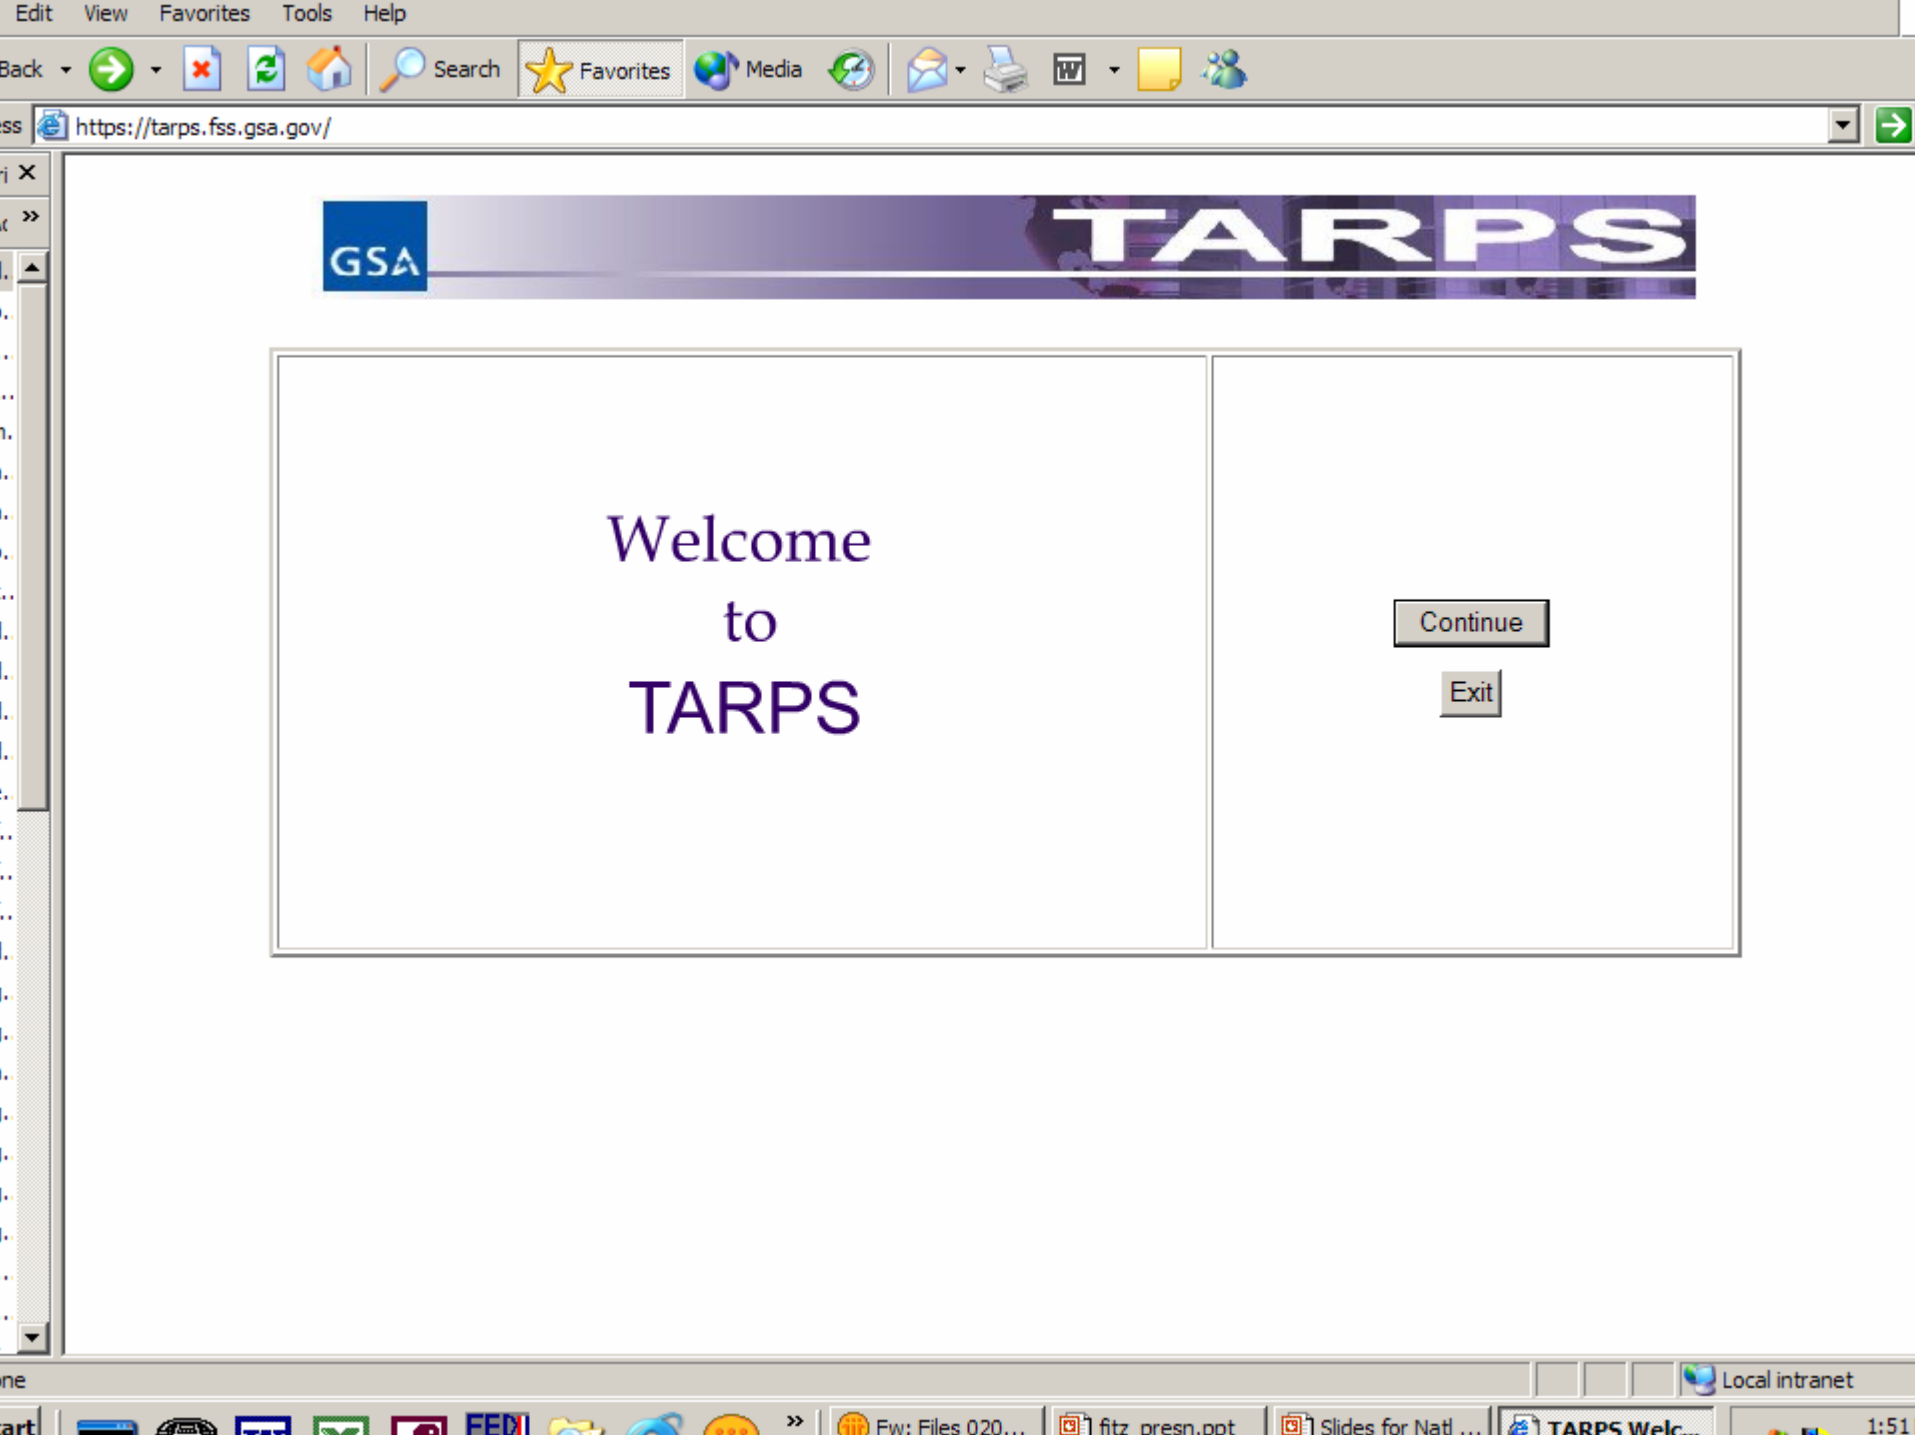 Edit View Favorites Tools Help
Back Search Favorites Media
https://tarps.fss.gsa.gov/
GSA
TARPS
Welcome
to
TARPS
Continue
Exit
Local intranet
Fw: Files 020... fitz_presn.ppt Slides for Natl ... TARPS Welc... 1:51